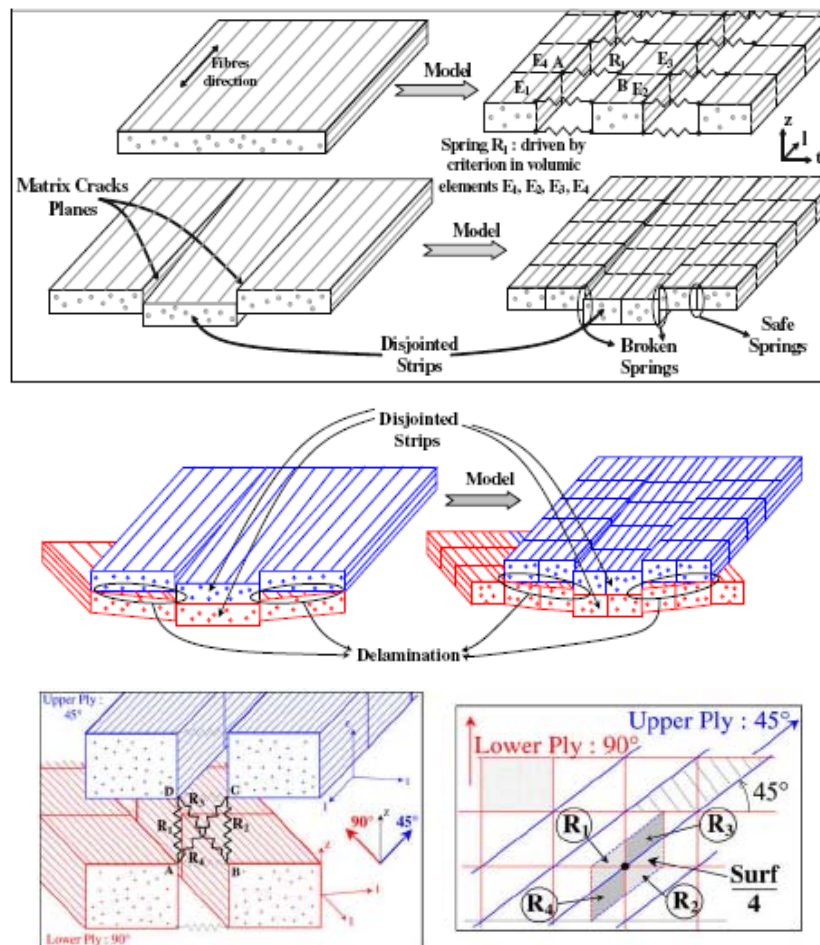 Fibres
direction
Model
E₄ A R₁ E₃
E₁ B E₂
Spring R₁ : driven by
criterion in volumic
elements E₁, E₂, E₃, E₄
z
l
t
Matrix Cracks
Planes
Model
Disjointed
Strips
Broken
Springs
Safe
Springs
Disjointed
Strips
Model
Delamination
Upper Ply :
45°
D C
R₃
R₁ R₂
R₄
A B
z
90° 45°
z
l
Lower Ply : 90°
Upper Ply : 45°
Lower Ply : 90°
45°
R₁ R₃
Surf
4
R₄ R₂